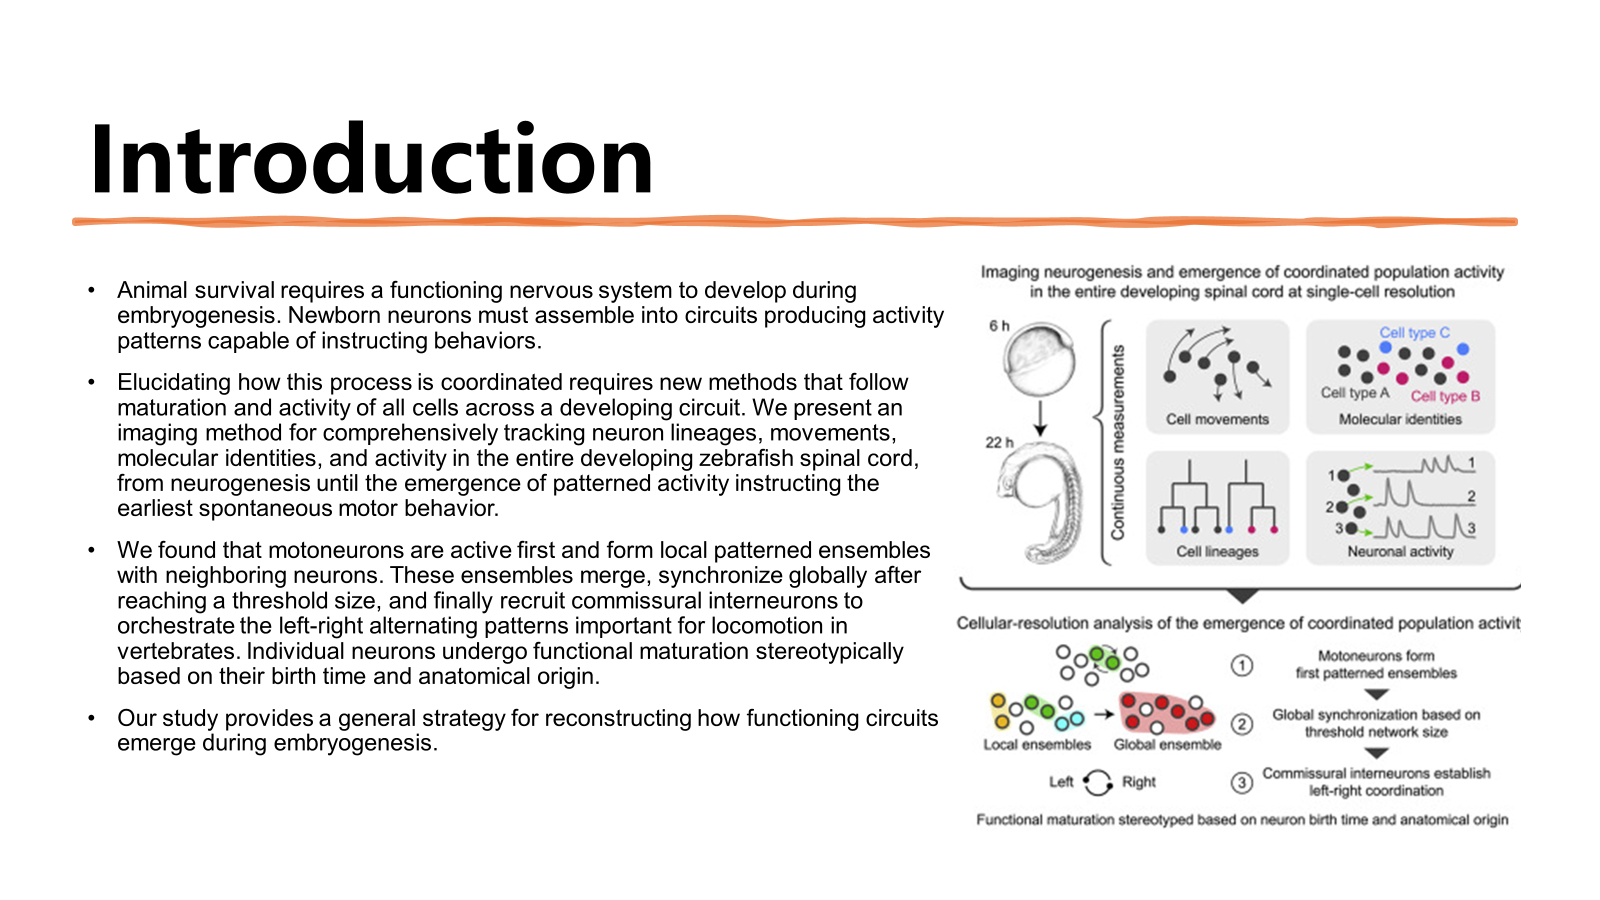 Introduction
• Animal survival requires a functioning nervous system to develop during
embryogenesis. Newborn neurons must assemble into circuits producing activity
patterns capable of instructing behaviors.
• Elucidating how this process is coordinated requires new methods that follow
maturation and activity of all cells across a developing circuit. We present an
imaging method for comprehensively tracking neuron lineages, movements,
molecular identities, and activity in the entire developing zebrafish spinal cord,
from neurogenesis until the emergence of patterned activity instructing the
earliest spontaneous motor behavior.
• We found that motoneurons are active first and form local patterned ensembles
with neighboring neurons. These ensembles merge, synchronize globally after
reaching a threshold size, and finally recruit commissural interneurons to
orchestrate the left-right alternating patterns important for locomotion in
vertebrates. Individual neurons undergo functional maturation stereotypically
based on their birth time and anatomical origin.
• Our study provides a general strategy for reconstructing how functioning circuits
emerge during embryogenesis.
Imaging neurogenesis and emergence of coordinated population activity
in the entire developing spinal cord at single-cell resolution
6 h
22 h
Continuous measurements
Cell movements
Cell type C
Cell type A
Cell type B
Molecular identities
Cell lineages
1
1
2
2
3
3
Neuronal activity
Cellular-resolution analysis of the emergence of coordinated population activit
Local ensembles
Global ensemble
Left
Right
1
Motoneurons form
first patterned ensembles
2
Global synchronization based on
threshold network size
3
Commissural interneurons establish
left-right coordination
Functional maturation stereotyped based on neuron birth time and anatomical origin